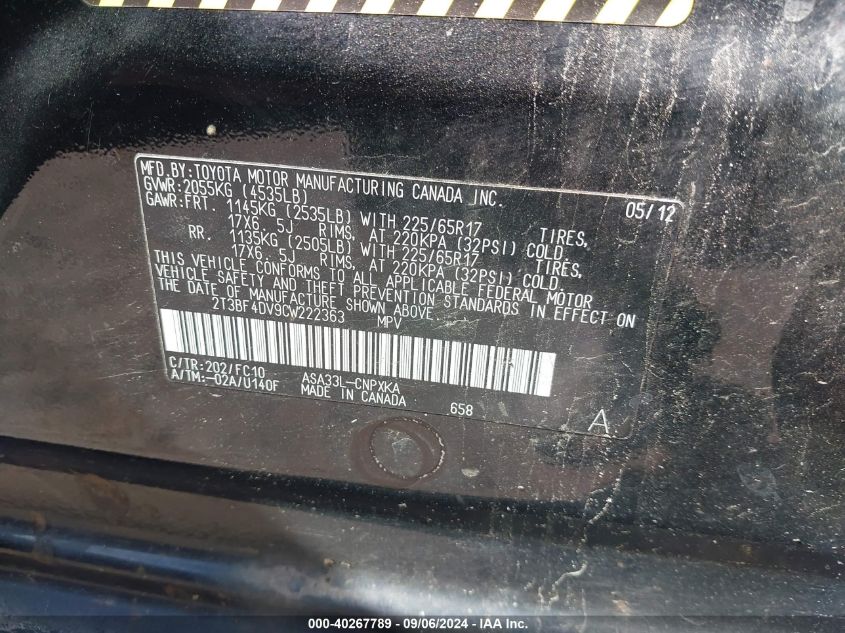 MFD.BY:TOYOTA MOTOR MANUFACTURING CANADA INC.
GVWR:2055KG (4535LB) 05/12
GAWR:FRT. 1145KG (2535LB) WITH 225/65R17 TIRES,
17X6.5J RIMS, AT 220KPA (32PSI) COLD.
RR. 1135KG (2505LB) WITH 225/65R17 TIRES,
17X6.5J RIMS, AT 220KPA (32PSI) COLD.
THIS VEHICLE CONFORMS TO ALL APPLICABLE FEDERAL MOTOR
VEHICLE SAFETY AND THEFT PREVENTION STANDARDS IN EFFECT ON
THE DATE OF MANUFACTURE SHOWN ABOVE.
2T3BF4DV9CW222363 MPV
C/TR:202/FC10 ASA33L-CNPXKA
A/TM:-02A/U140F MADE IN CANADA 658 A
000-40267789 - 09/06/2024 - IAA Inc.